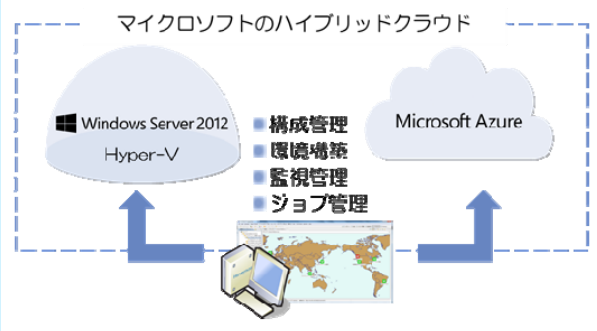 マイクロソフトのハイブリッドクラウド
Windows Server 2012
Hyper-V
Microsoft Azure
構成管理
環境構築
監視管理
ジョブ管理